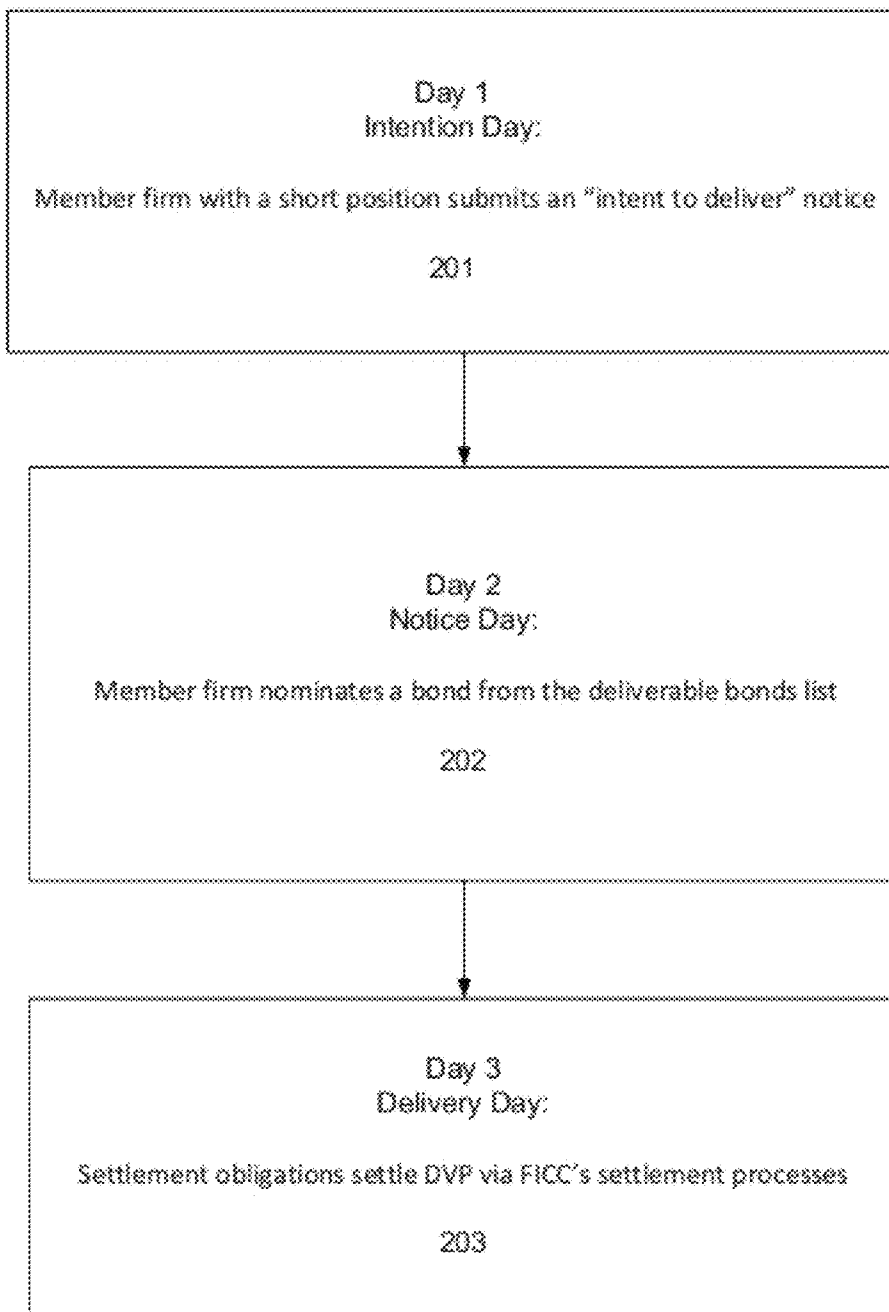 Day 1
Intention Day:
Member firm with a short position submits an “intent to deliver” notice
201
Day 2
Notice Day:
Member firm nominates a bond from the deliverable bonds list
202
Day 3
Delivery Day:
Settlement obligations settle DVP via FICC’s settlement processes
203